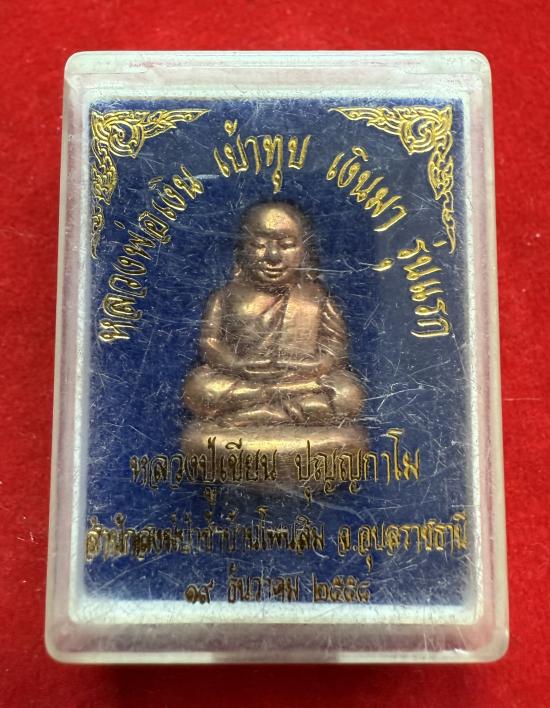 หลวงพ่อเงิน เป้าทุบ เงินมา รุ่นแรก
หลวงปู่เขียน ปุญญกาโม
สำนักสงฆ์ป่าช้าบ้านโพนสิม จ.อุบลราชธานี
๑๙ ธันวาคม ๒๕๕๔